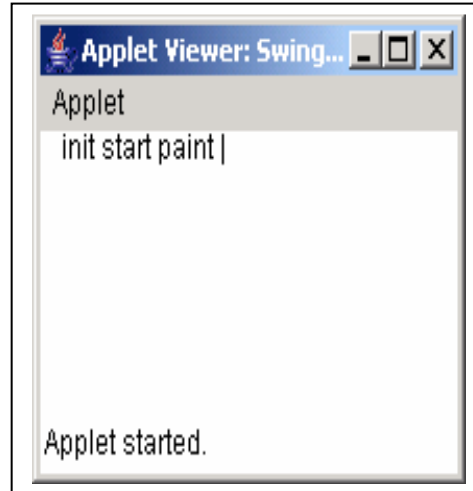 Applet Viewer: Swing...
Applet
init start paint |
Applet started.